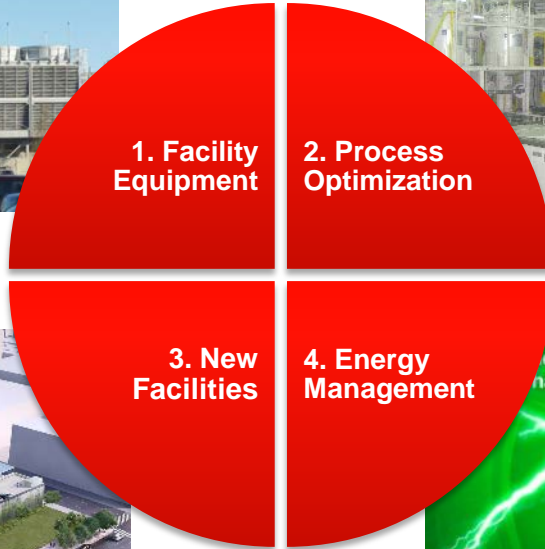 1. Facility
Equipment
2. Process
Optimization
3. New
Facilities
4. Energy
Management